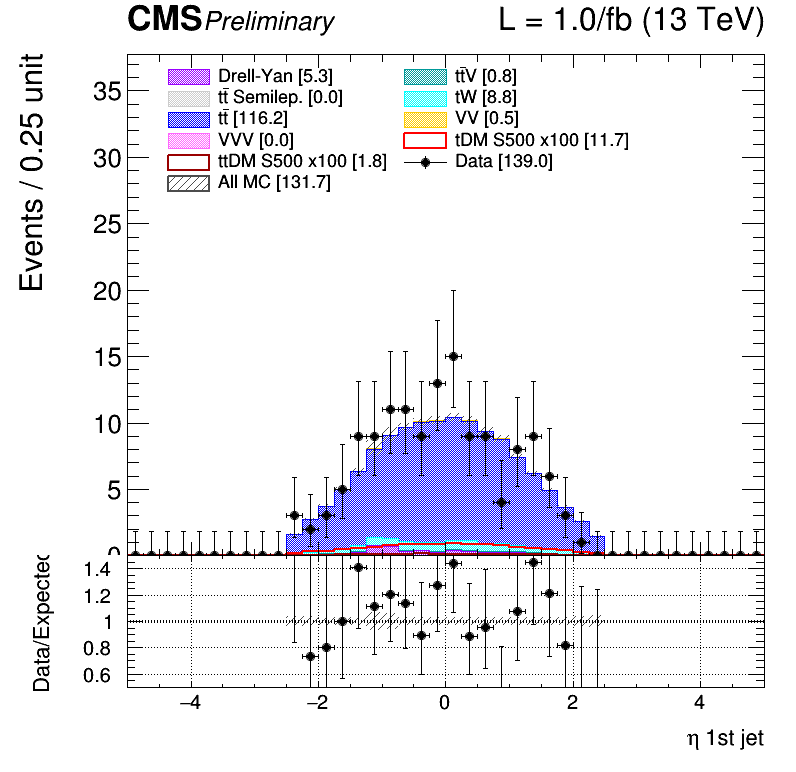 CMS Preliminary L = 1.0/fb (13 TeV)
Events / 0.25 unit
Drell-Yan [5.3] tt̄V [0.8]
tt̄ Semilep. [0.0] tW [8.8]
tt̄ [116.2] VV [0.5]
VVV [0.0] tDM S500 x100 [11.7]
ttDM S500 x100 [1.8] Data [139.0]
All MC [131.7]
35
30
25
20
15
10
5
0
Data/Expected
1.4
1.2
1
0.8
0.6
−4 −2 0 2 4
η 1st jet